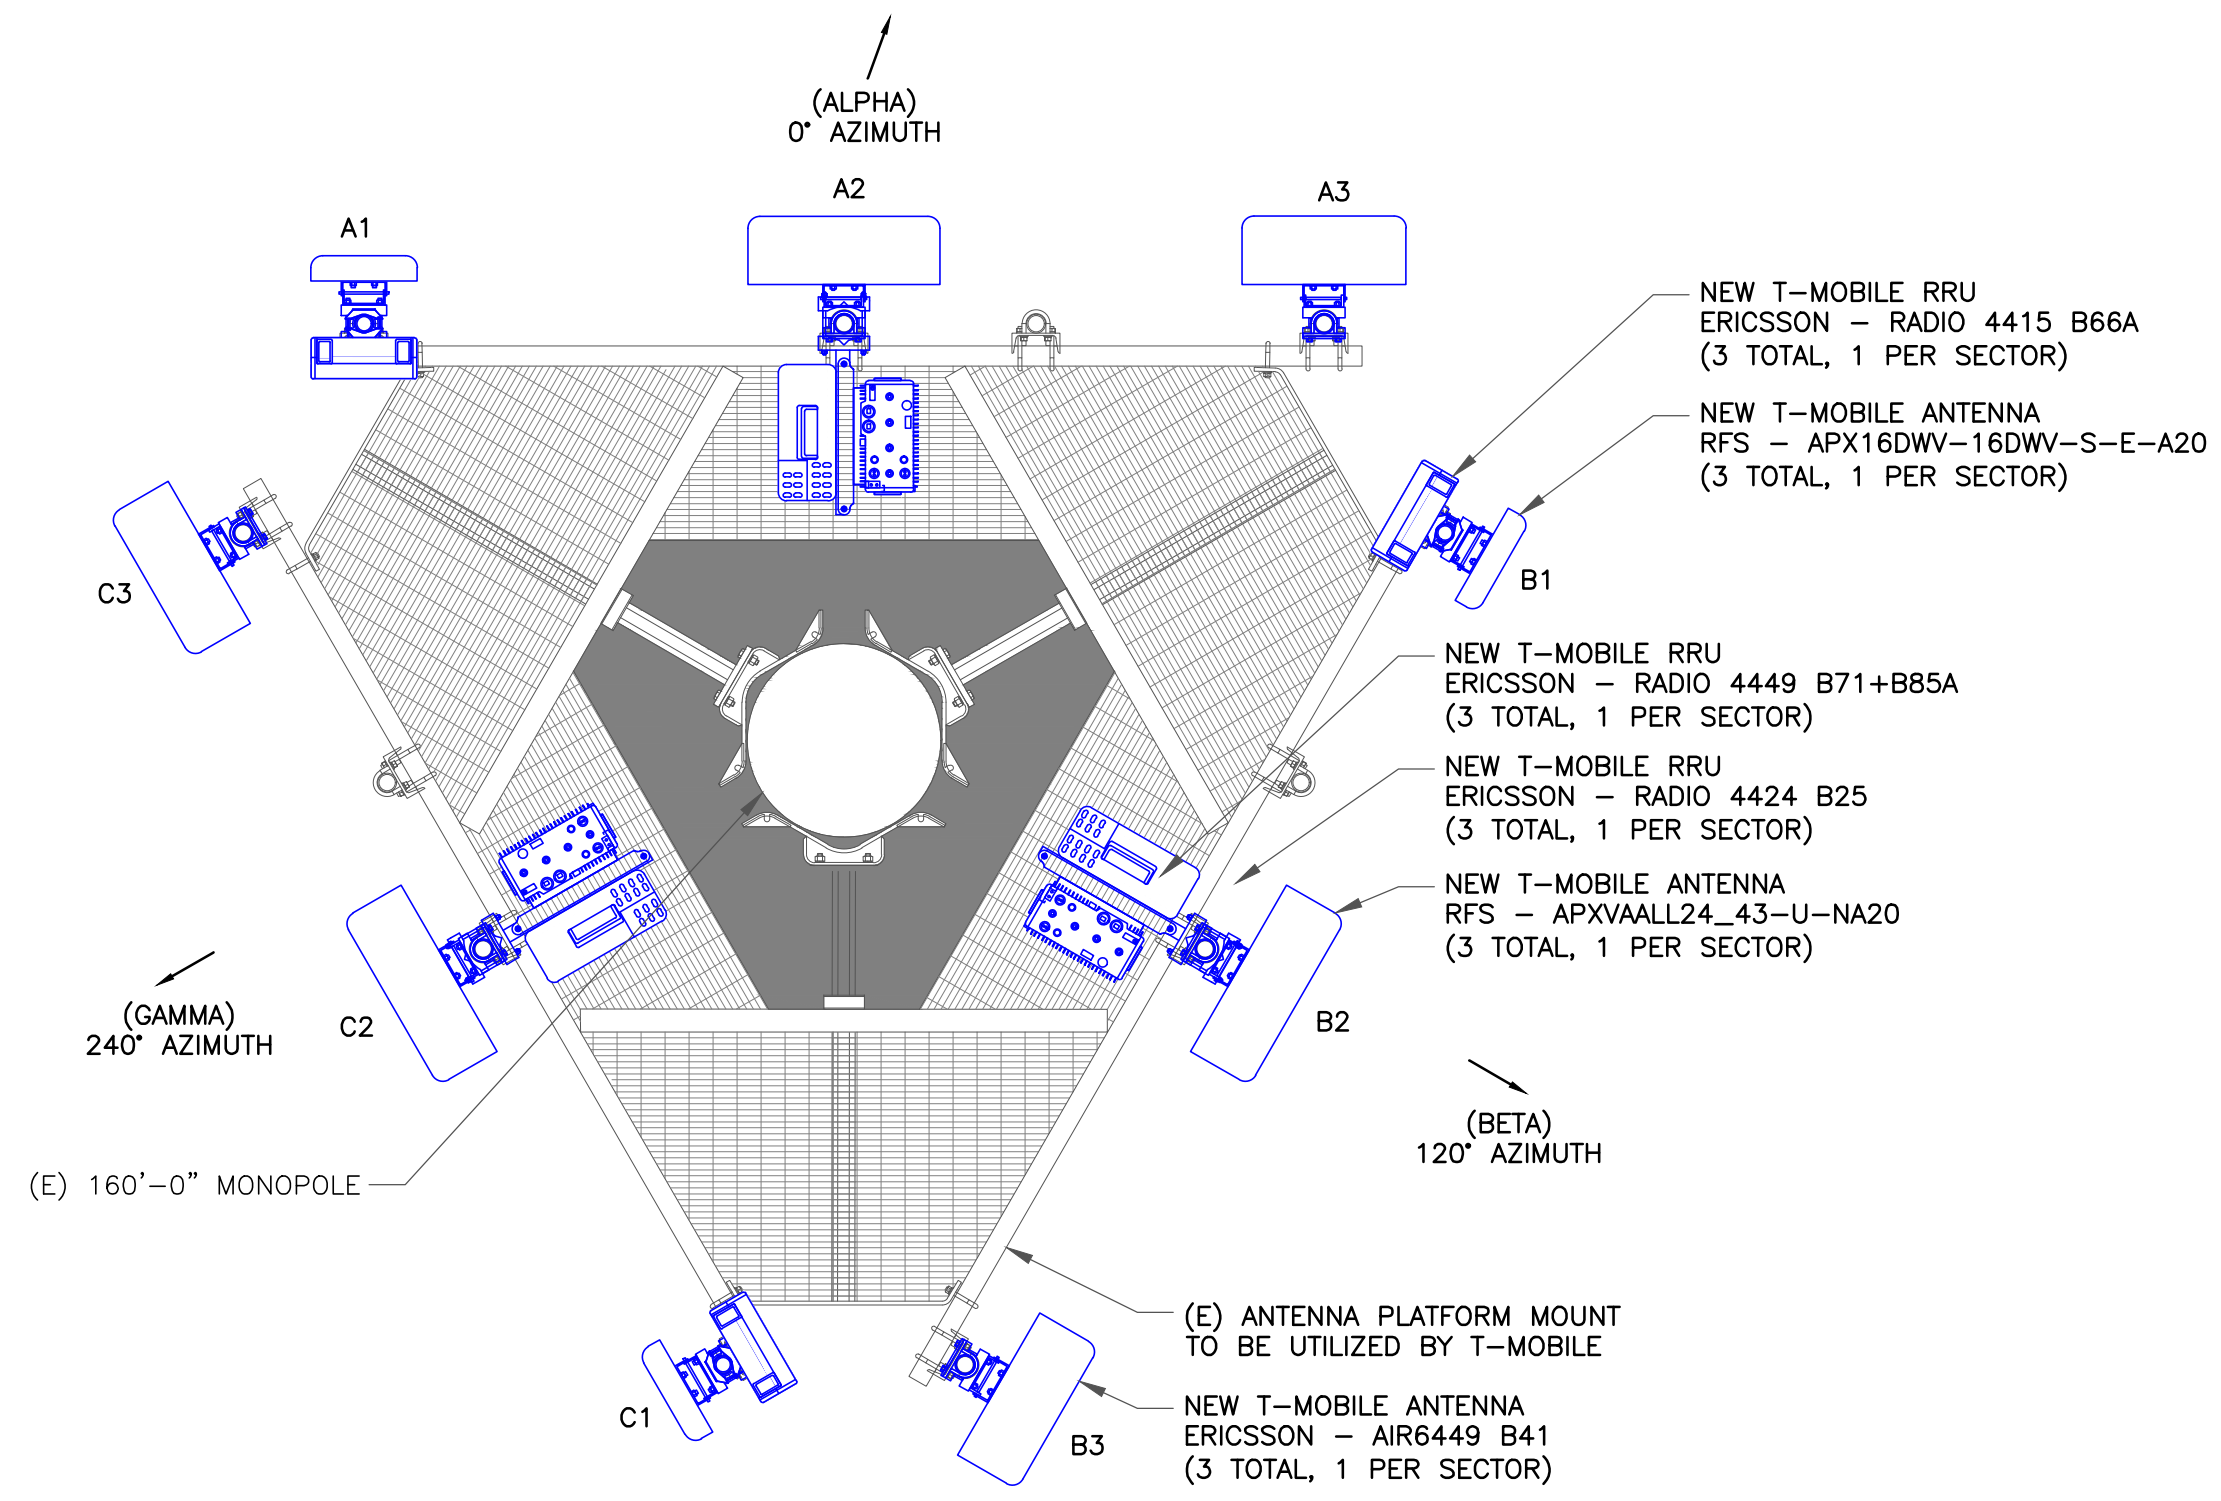 (ALPHA)
0° AZIMUTH
A1
A2
A3
NEW T-MOBILE RRU
ERICSSON - RADIO 4415 B66A
(3 TOTAL, 1 PER SECTOR)
NEW T-MOBILE ANTENNA
RFS - APX16DWV-16DWV-S-E-A20
(3 TOTAL, 1 PER SECTOR)
C3
B1
NEW T-MOBILE RRU
ERICSSON - RADIO 4449 B71+B85A
(3 TOTAL, 1 PER SECTOR)
NEW T-MOBILE RRU
ERICSSON - RADIO 4424 B25
(3 TOTAL, 1 PER SECTOR)
NEW T-MOBILE ANTENNA
RFS - APXVAALL24_43-U-NA20
(3 TOTAL, 1 PER SECTOR)
(GAMMA)
240° AZIMUTH
C2
B2
(BETA)
120° AZIMUTH
(E) 160'-0" MONOPOLE
(E) ANTENNA PLATFORM MOUNT
TO BE UTILIZED BY T-MOBILE
C1
B3
NEW T-MOBILE ANTENNA
ERICSSON - AIR6449 B41
(3 TOTAL, 1 PER SECTOR)